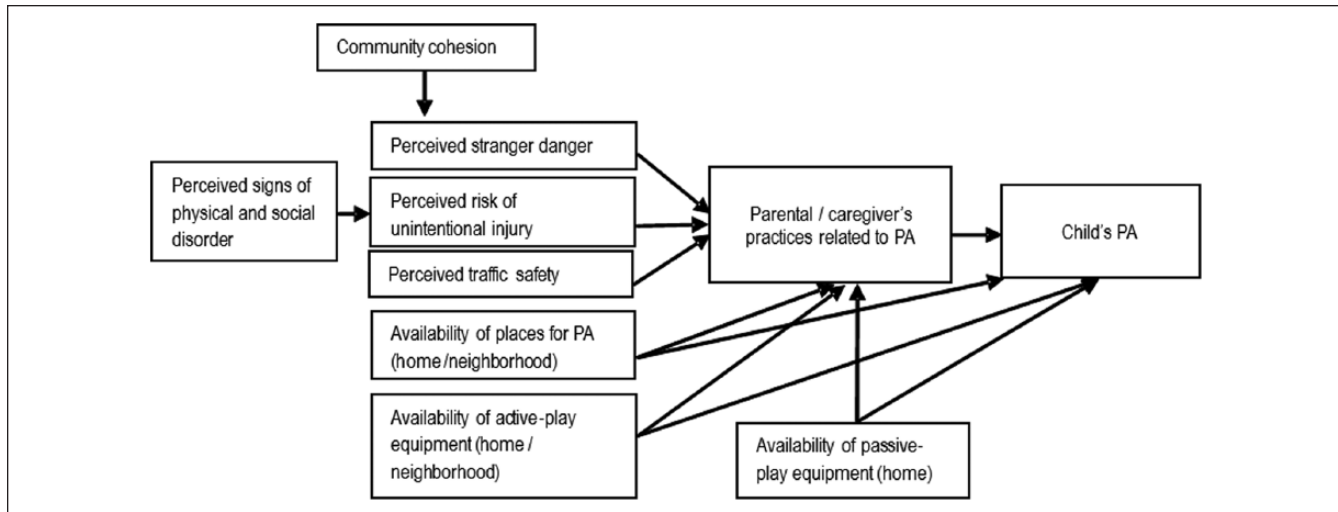 Community cohesion
Perceived stranger danger
Perceived signs of
physical and social
disorder
Perceived risk of
unintentional injury
Perceived traffic safety
Parental / caregiver's
practices related to PA
Child's PA
Availability of places for PA
(home/neighborhood)
Availability of active-play
equipment (home /
neighborhood)
Availability of passive-
play equipment (home)